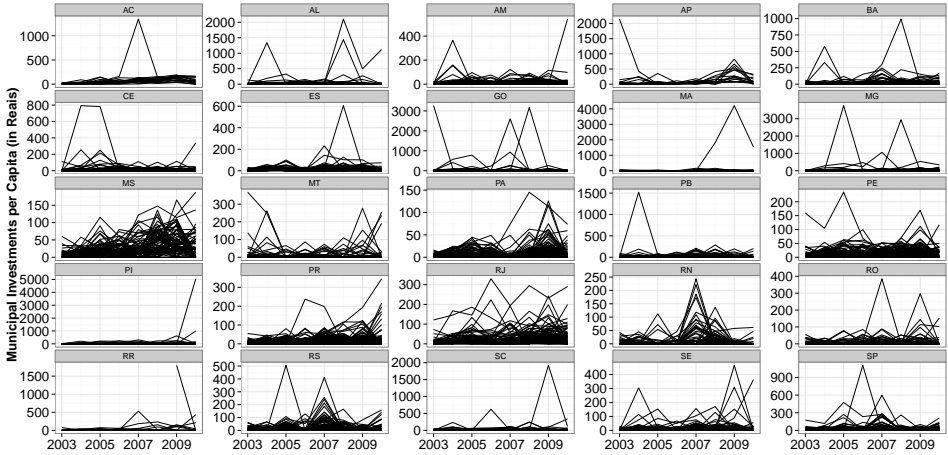 Municipal Investments per Capita (in Reais)
AC AL AM AP BA
1000 500 0
2000 1500 1000 500 0
400 200 0
2000 1500 1000 500 0
1000 750 500 250 0
CE ES GO MA MG
800 600 400 200 0
600 400 200 0
3000 2000 1000 0
4000 3000 2000 1000 0
3000 2000 1000 0
MS MT PA PB PE
150 100 50 0
300 200 100 0
150 100 50 0
1500 1000 500 0
200 150 100 50 0
PI PR RJ RN RO
5000 4000 3000 2000 1000 0
300 200 100 0
300 200 100 0
250 200 150 100 50 0
400 300 200 100 0
RR RS SC SE SP
1500 1000 500 0
500 400 300 200 100 0
2000 1500 1000 500 0
400 300 200 100 0
900 600 300 0
2003 2005 2007 2009 2003 2005 2007 2009 2003 2005 2007 2009 2003 2005 2007 2009 2003 2005 2007 2009